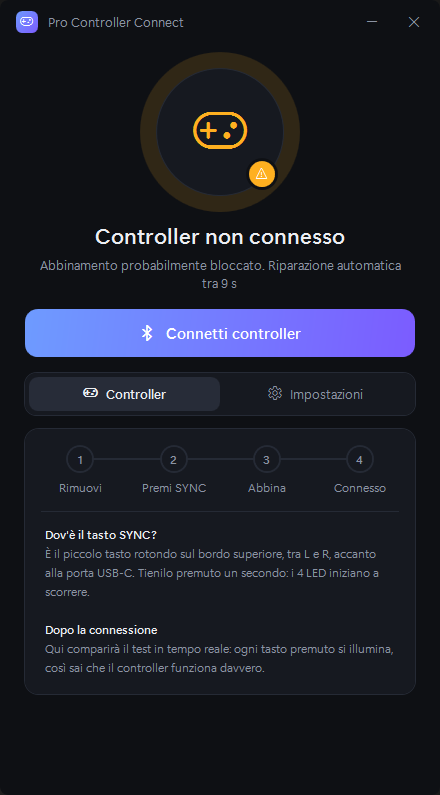 Pro Controller Connect
Controller non connesso
Abbinamento probabilmente bloccato. Riparazione automatica
tra 9 s
Connetti controller
Controller
Impostazioni
1
2
3
4
Rimuovi
Premi SYNC
Abbina
Connesso
Dov'è il tasto SYNC?
È il piccolo tasto rotondo sul bordo superiore, tra L e R, accanto
alla porta USB-C. Tienilo premuto un secondo: i 4 LED iniziano a
scorrere.
Dopo la connessione
Qui comparirà il test in tempo reale: ogni tasto premuto si illumina,
così sai che il controller funziona davvero.